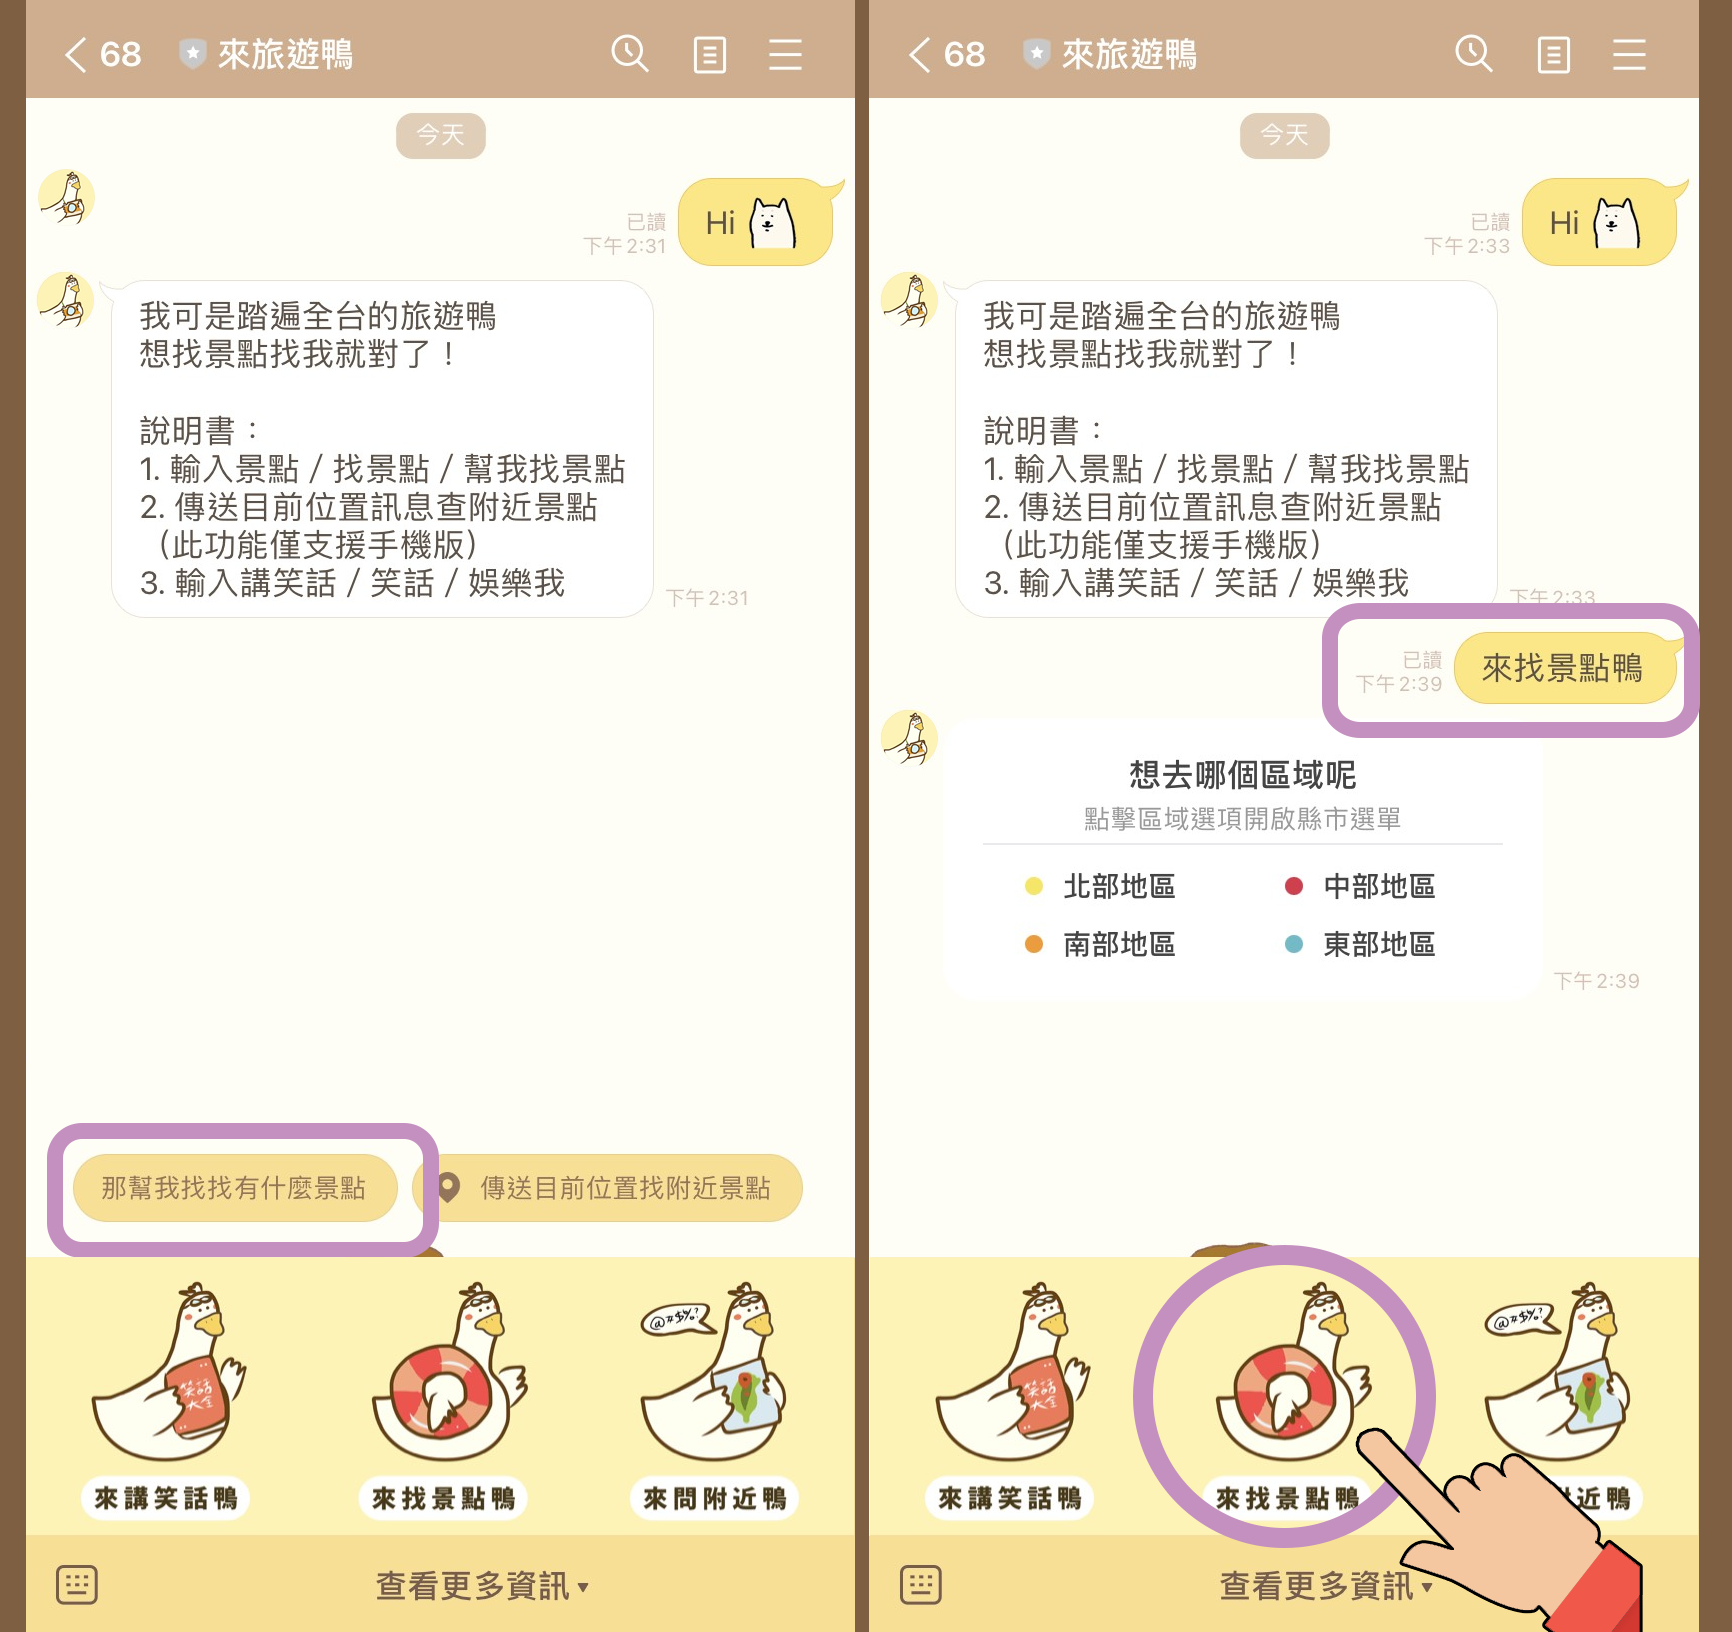 68 來旅遊鴨
今天
Hi
已讀
下午 2:31
我可是踏遍全台的旅遊鴨
想找景點找我就對了！
說明書：
1. 輸入景點 / 找景點 / 幫我找景點
2. 傳送目前位置訊息查附近景點
（此功能僅支援手機版）
3. 輸入講笑話 / 笑話 / 娛樂我
下午 2:31
那幫我找找有什麼景點
傳送目前位置找附近景點
@#$%?
笑話
大全
來講笑話鴨
來找景點鴨
來問附近鴨
查看更多資訊
68 來旅遊鴨
今天
Hi
已讀
下午 2:33
我可是踏遍全台的旅遊鴨
想找景點找我就對了！
說明書：
1. 輸入景點 / 找景點 / 幫我找景點
2. 傳送目前位置訊息查附近景點
（此功能僅支援手機版）
3. 輸入講笑話 / 笑話 / 娛樂我
下午 2:33
來找景點鴨
已讀
下午 2:39
想去哪個區域呢
點擊區域選項開啟縣市選單
北部地區
中部地區
南部地區
東部地區
下午 2:39
@#$%?
笑話
大全
來講笑話鴨
來找景點鴨
附近鴨
查看更多資訊